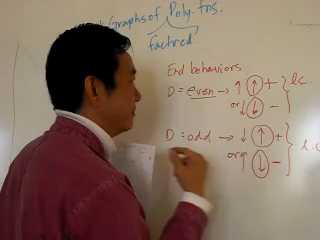 Graphs of Poly. fns.
factored
End behaviors
D = even → ↑ ↑ + } l.c.
or ↓ ↓ −
D = odd → ↓ ↑ + } l.c
or ↑ ↓ −